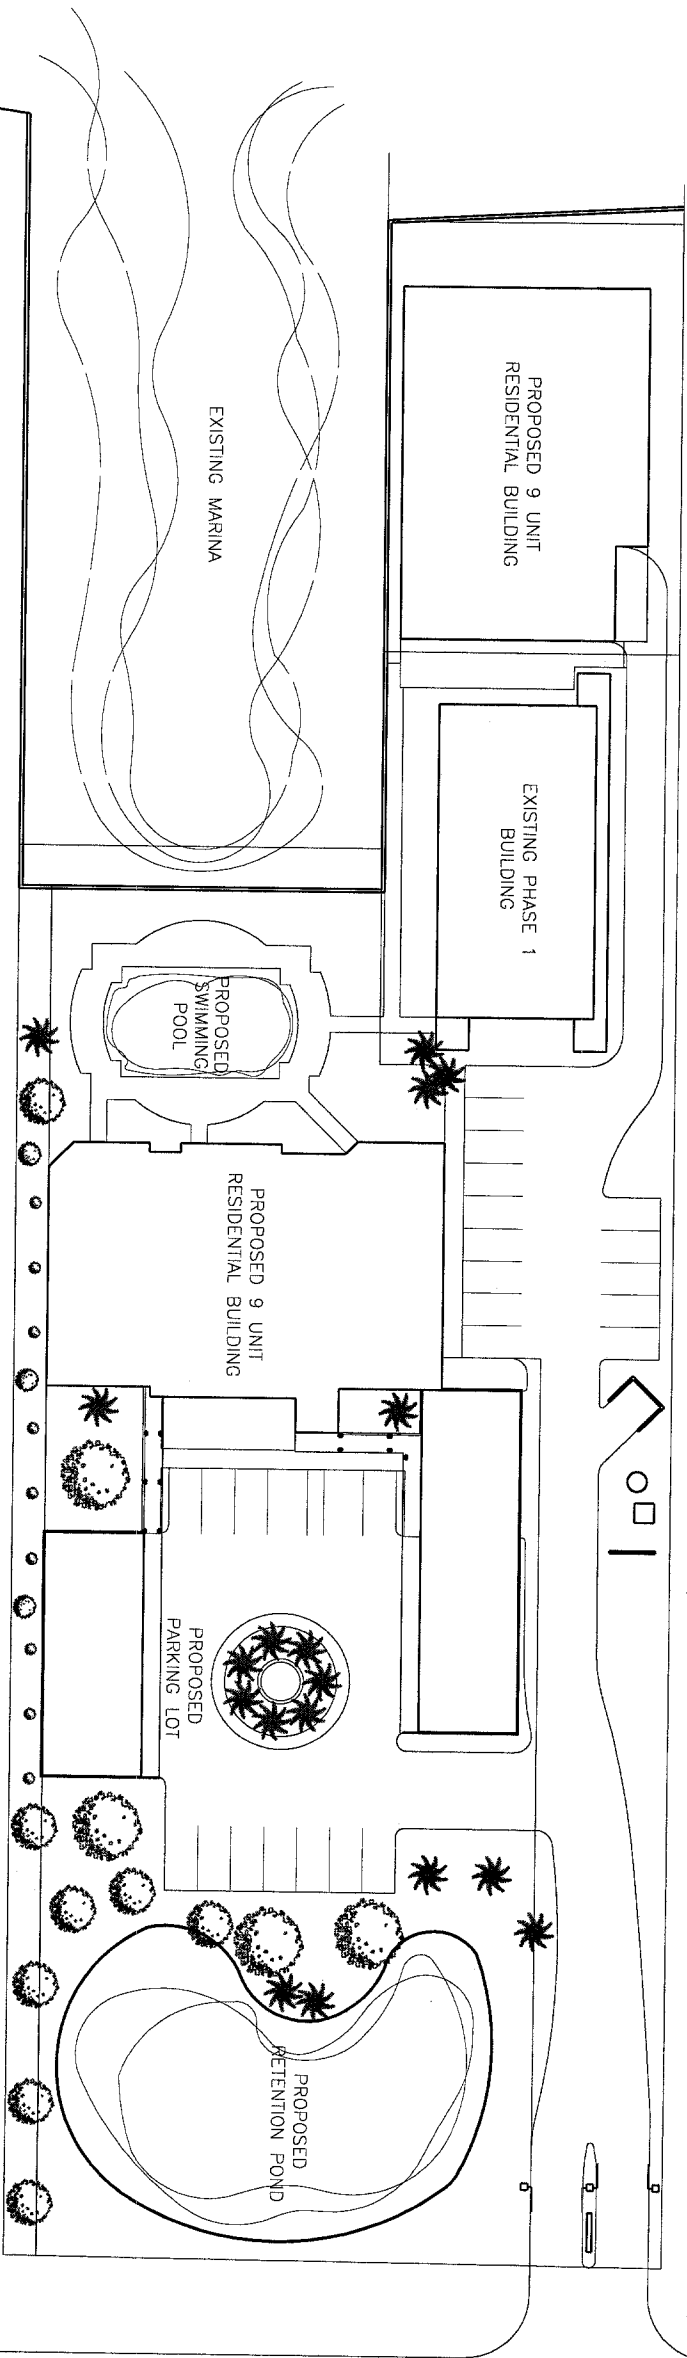 EXISTING MARINA
PROPOSED 9 UNIT
RESIDENTIAL BUILDING
EXISTING PHASE 1
BUILDING
PROPOSED
SWIMMING
POOL
PROPOSED 9 UNIT
RESIDENTIAL BUILDING
PROPOSED
PARKING LOT
PROPOSED
RETENTION POND